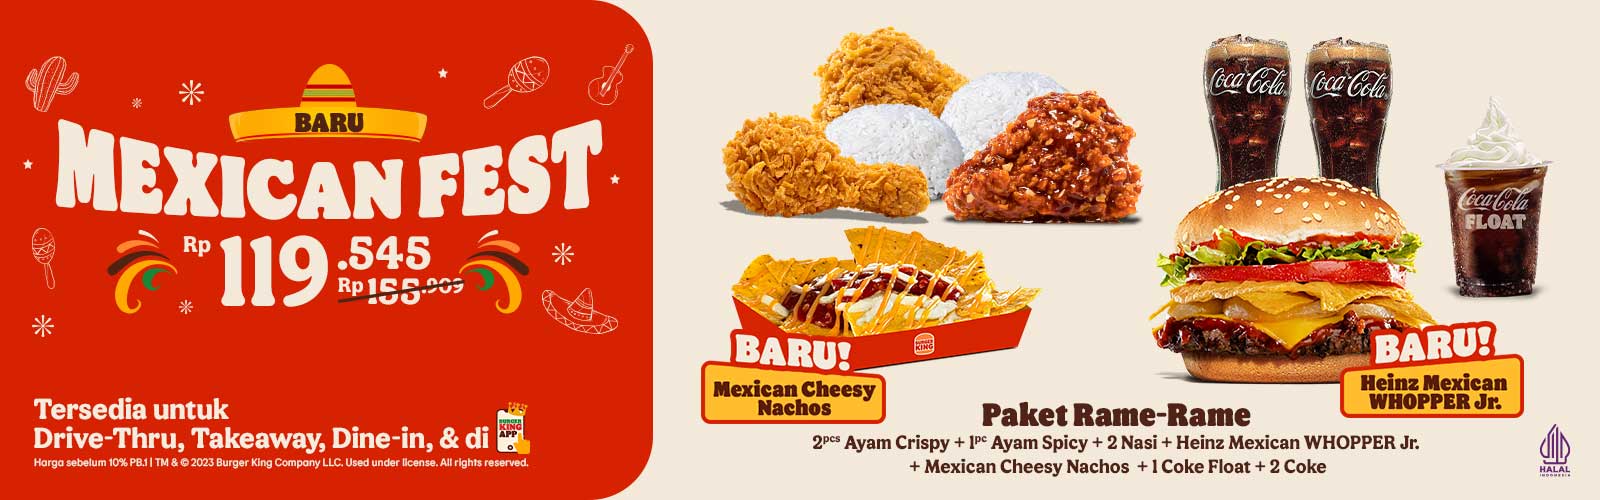 BARU
MEXICAN FEST
Rp 119.545
Rp 155.909
Tersedia untuk
Drive-Thru, Takeaway, Dine-in, & di BURGER KING APP
Harga sebelum 10% PB.1 | TM & © 2023 Burger King Company LLC. Used under license. All rights reserved.
Coca-Cola
Coca-Cola
Coca-Cola
FLOAT
BURGER
KING
BARU!
Mexican Cheesy
Nachos
BARU!
Heinz Mexican
WHOPPER Jr.
Paket Rame-Rame
2pcs Ayam Crispy + 1pc Ayam Spicy + 2 Nasi + Heinz Mexican WHOPPER Jr.
+ Mexican Cheesy Nachos + 1 Coke Float + 2 Coke
HALAL
INDONESIA